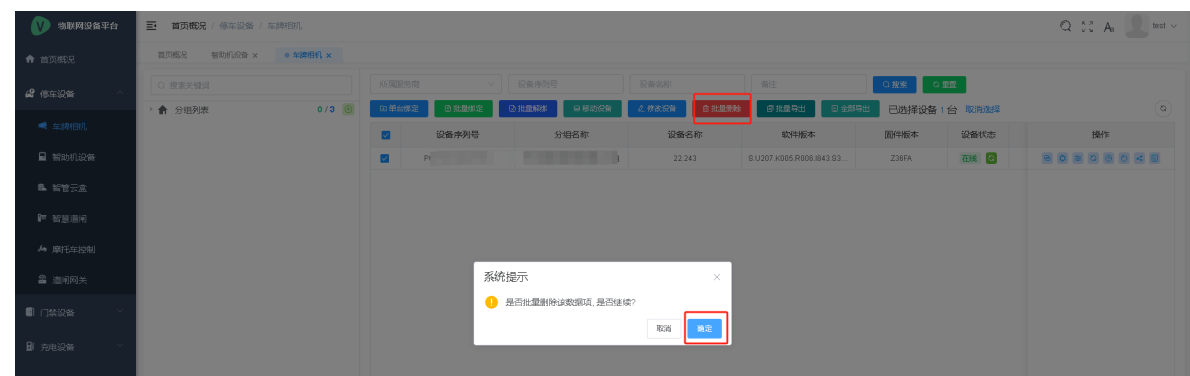 物联网设备平台
首页概况 / 停车设备 / 车牌相机
test
首页概况
智助机设备 ×
车牌相机 ×
首页概况
停车设备
车牌相机
智助机设备
智管云盒
智慧道闸
摩托车控制
道闸网关
门禁设备
充电设备
搜索关键词
分组列表 0 / 3
所属服务商
设备序列号
设备名称
备注
搜索
重置
单台绑定
批量绑定
批量解绑
移动设备
修改设备
批量删除
批量导出
全部导出
已选择设备 1 台 取消选择
设备序列号 分组名称 设备名称 软件版本 固件版本 设备状态 操作
22.243 Z36FA 在线
系统提示
是否批量删除该数据项, 是否继续?
取消 确定